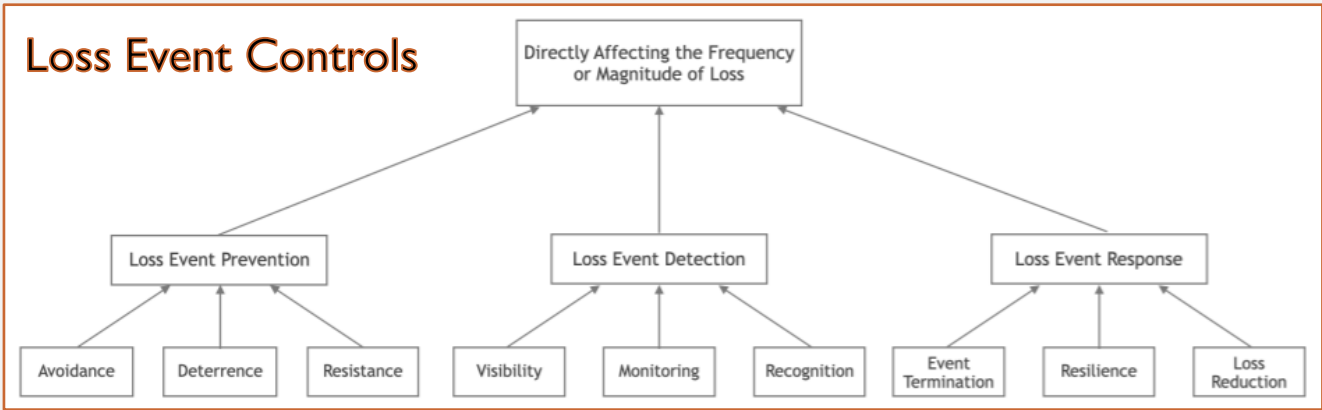 Loss Event Controls
Directly Affecting the Frequency
or Magnitude of Loss
Loss Event Prevention
Loss Event Detection
Loss Event Response
Avoidance
Deterrence
Resistance
Visibility
Monitoring
Recognition
Event
Termination
Resilience
Loss
Reduction